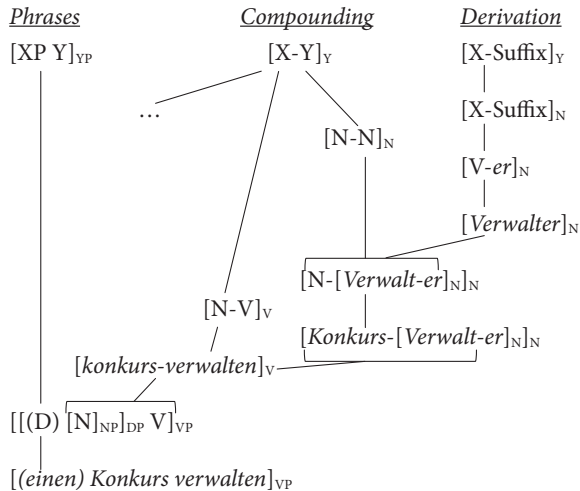 Phrases Compounding Derivation
[XP Y]YP [X-Y]Y [X-Suffix]Y
… [X-Suffix]N
[N-N]N
[V-er]N
[Verwalter]N
[N-[Verwalt-er]N]N
[N-V]V
[Konkurs-[Verwalt-er]N]N
[konkurs-verwalten]V
[[(D) [N]NP]DP V]VP
[(einen) Konkurs verwalten]VP